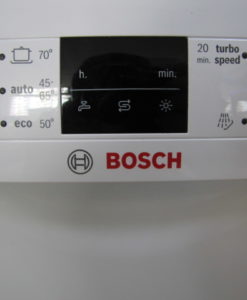 70°
auto 45°
65°
eco 50°
h. min.
20 min. turbo speed
BOSCH